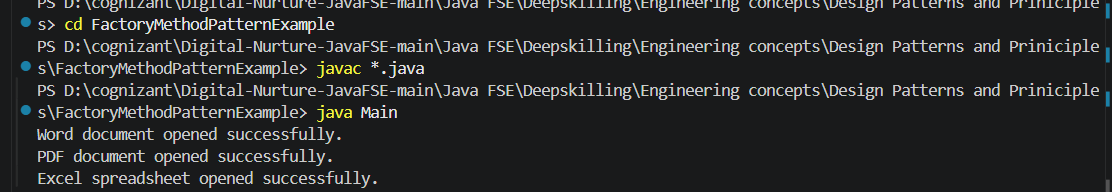 PS D:\cognizant\Digital-Nurture-JavaFSE-main\Java FSE\Deepskilling\Engineering concepts\Design Patterns and Priniciple
s> cd FactoryMethodPatternExample
PS D:\cognizant\Digital-Nurture-JavaFSE-main\Java FSE\Deepskilling\Engineering concepts\Design Patterns and Priniciple
s\FactoryMethodPatternExample> javac *.java
PS D:\cognizant\Digital-Nurture-JavaFSE-main\Java FSE\Deepskilling\Engineering concepts\Design Patterns and Priniciple
s\FactoryMethodPatternExample> java Main
Word document opened successfully.
PDF document opened successfully.
Excel spreadsheet opened successfully.